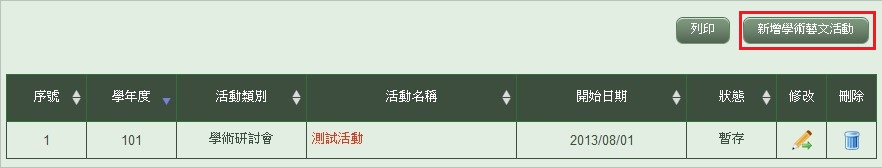 列印 新增學術藝文活動
序號 學年度 活動類別 活動名稱 開始日期 狀態 修改 刪除
1 101 學術研討會 測試活動 2013/08/01 暫存